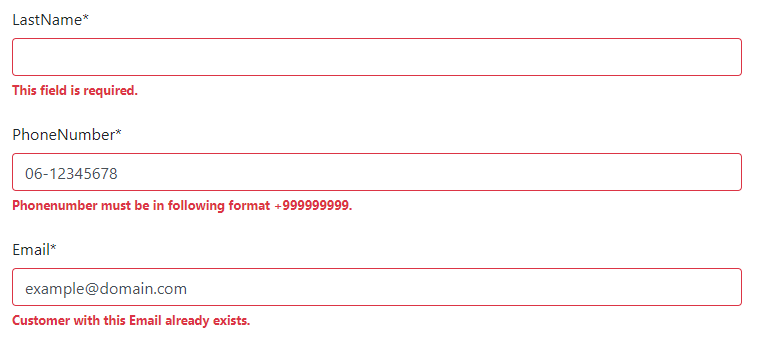 LastName*
This field is required.
PhoneNumber*
06-12345678
Phonenumber must be in following format +999999999.
Email*
example@domain.com
Customer with this Email already exists.